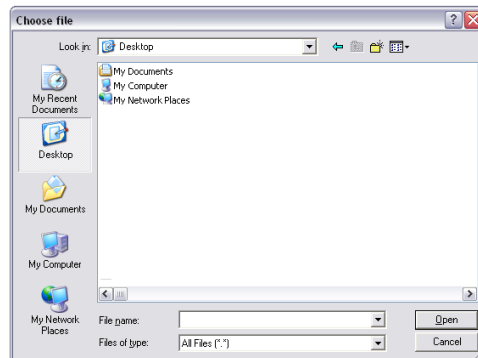 Choose file
Look in:
Desktop
My Recent
Documents
Desktop
My Documents
My Computer
My Network
Places
My Documents
My Computer
My Network Places
File name:
Open
Files of type:
All Files (*.*)
Cancel